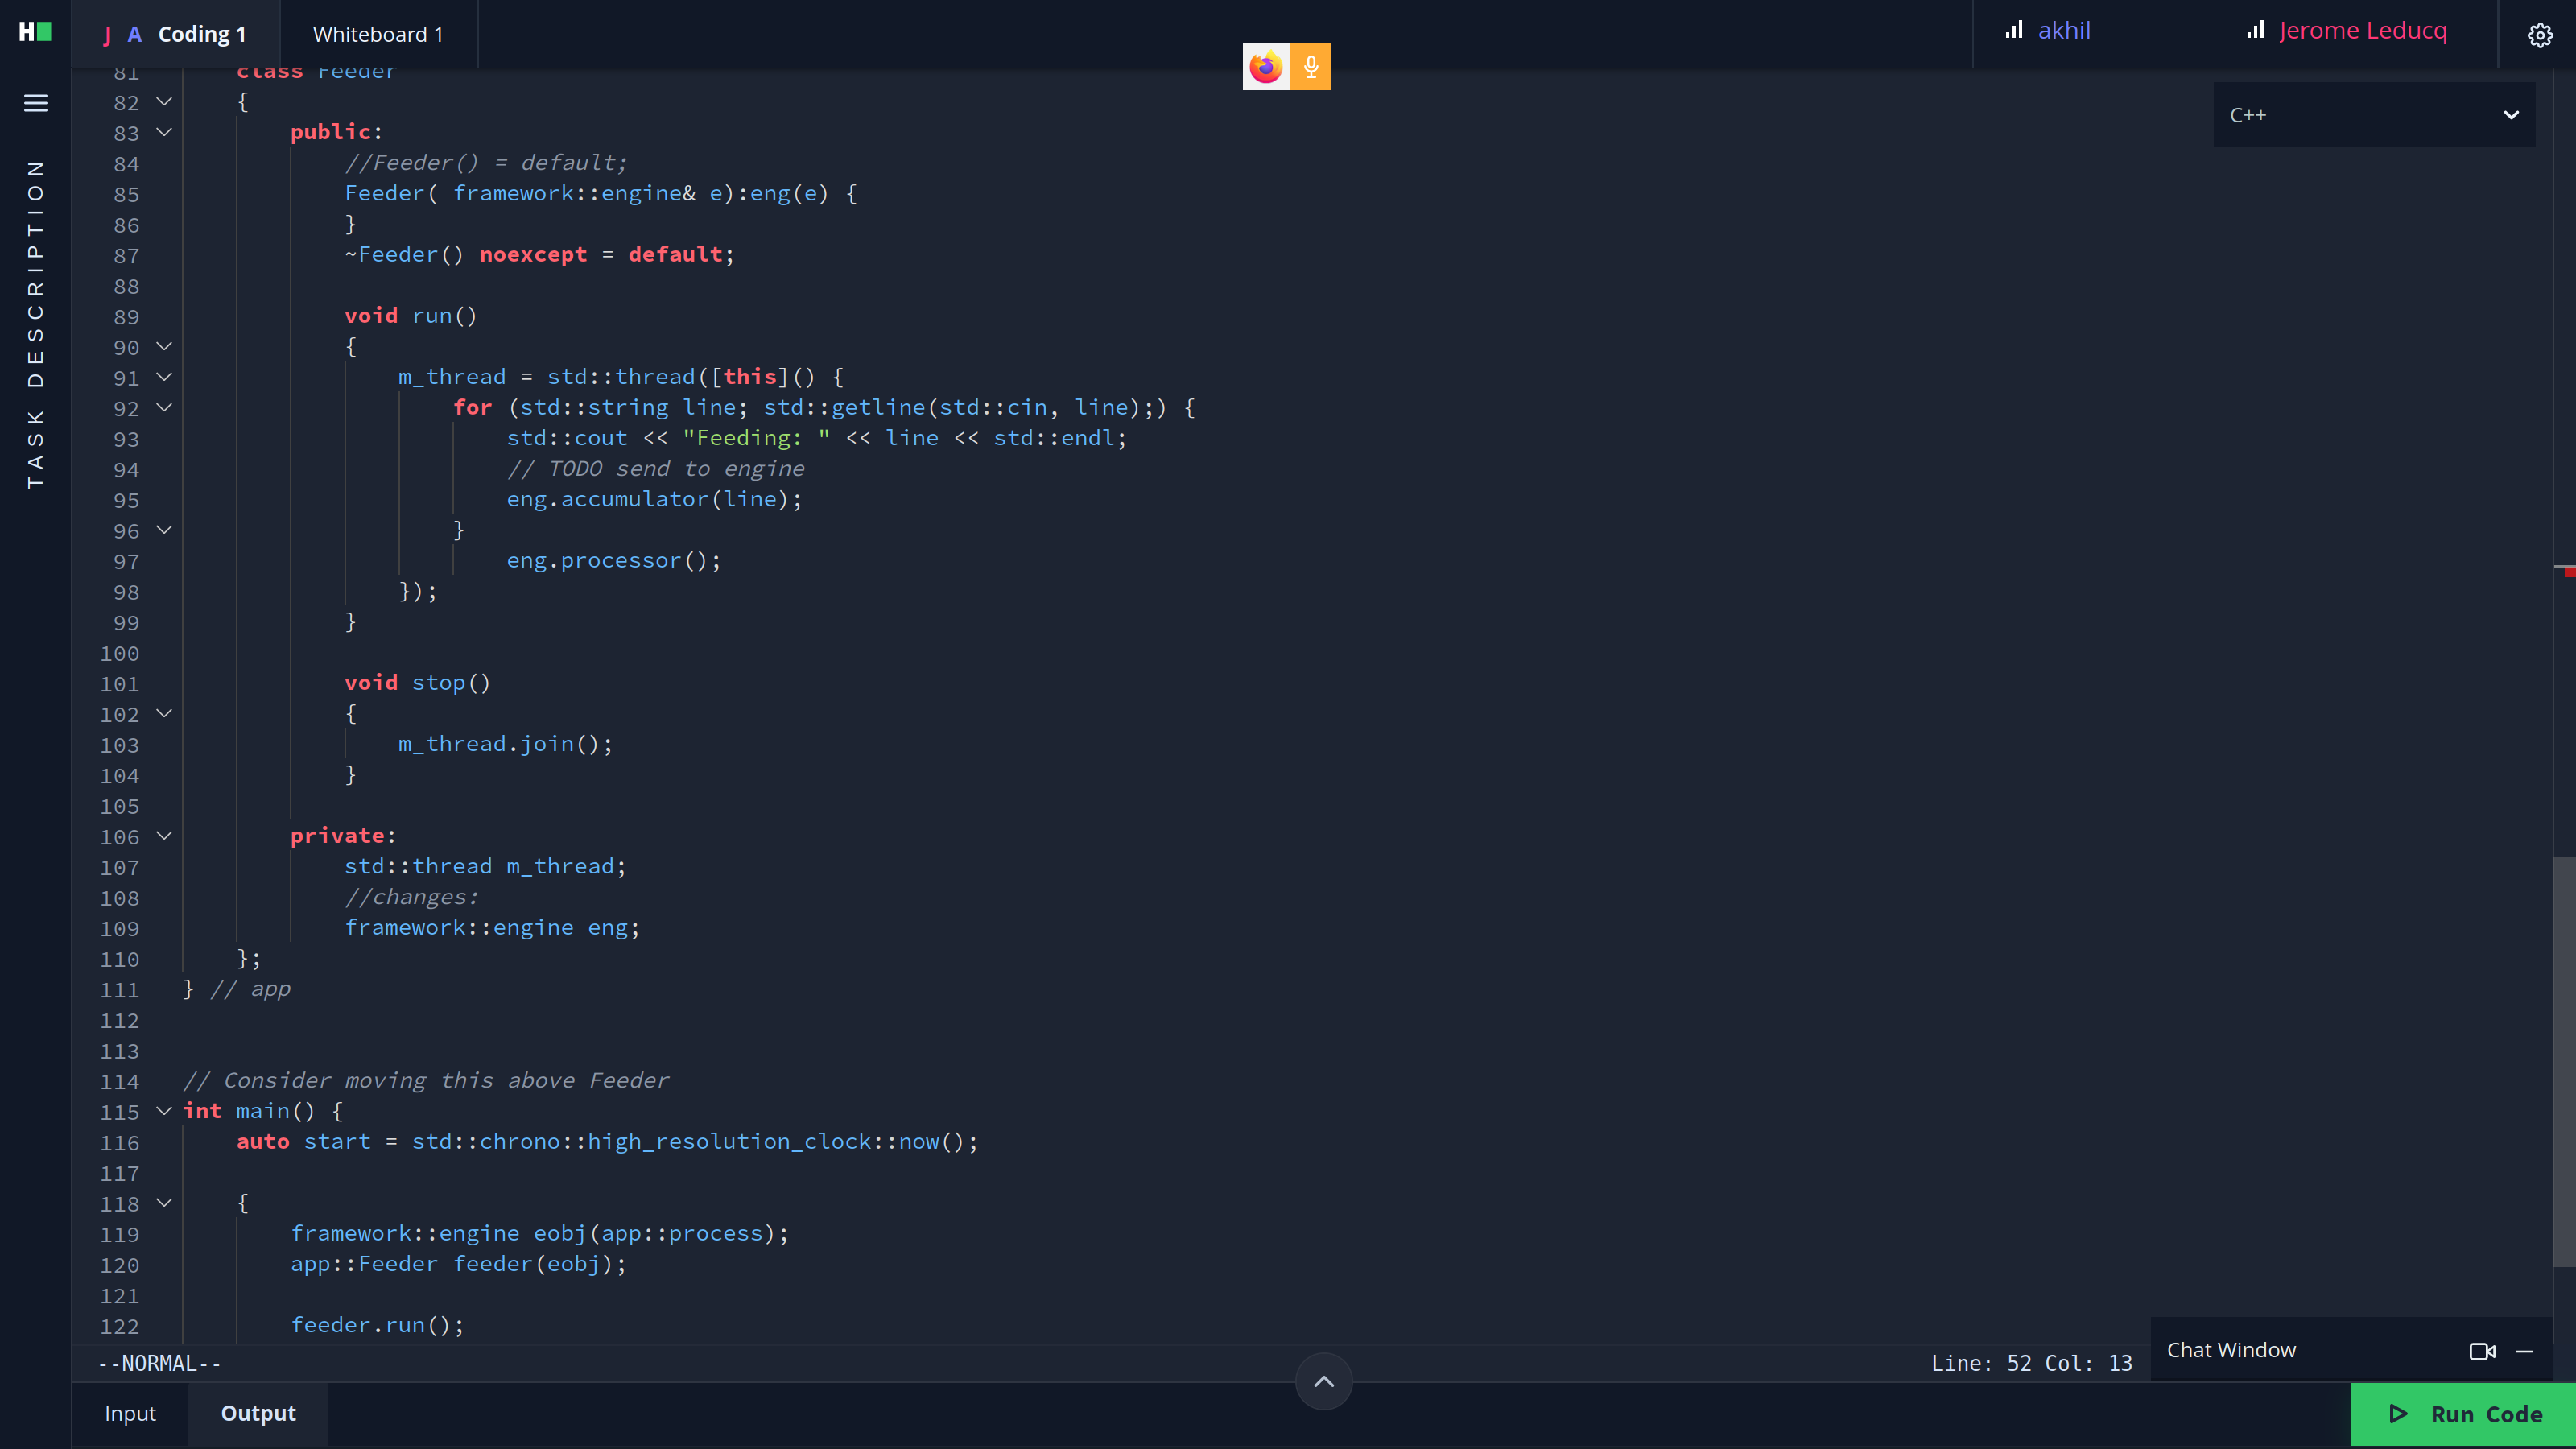 H
J A Coding 1
Whiteboard 1
akhil
Jerome Leducq
TASK DESCRIPTION
C++
81 class Feeder
82 {
83 public:
84 //Feeder() = default;
85 Feeder( framework::engine& e):eng(e) {
86 }
87 ~Feeder() noexcept = default;
88
89 void run()
90 {
91 m_thread = std::thread([this]() {
92 for (std::string line; std::getline(std::cin, line);) {
93 std::cout << "Feeding: " << line << std::endl;
94 // TODO send to engine
95 eng.accumulator(line);
96 }
97 eng.processor();
98 });
99 }
100
101 void stop()
102 {
103 m_thread.join();
104 }
105
106 private:
107 std::thread m_thread;
108 //changes:
109 framework::engine eng;
110 };
111 } // app
112
113
114 // Consider moving this above Feeder
115 int main() {
116 auto start = std::chrono::high_resolution_clock::now();
117
118 {
119 framework::engine eobj(app::process);
120 app::Feeder feeder(eobj);
121
122 feeder.run();
--NORMAL--
Line: 52 Col: 13
Chat Window
Input
Output
Run Code